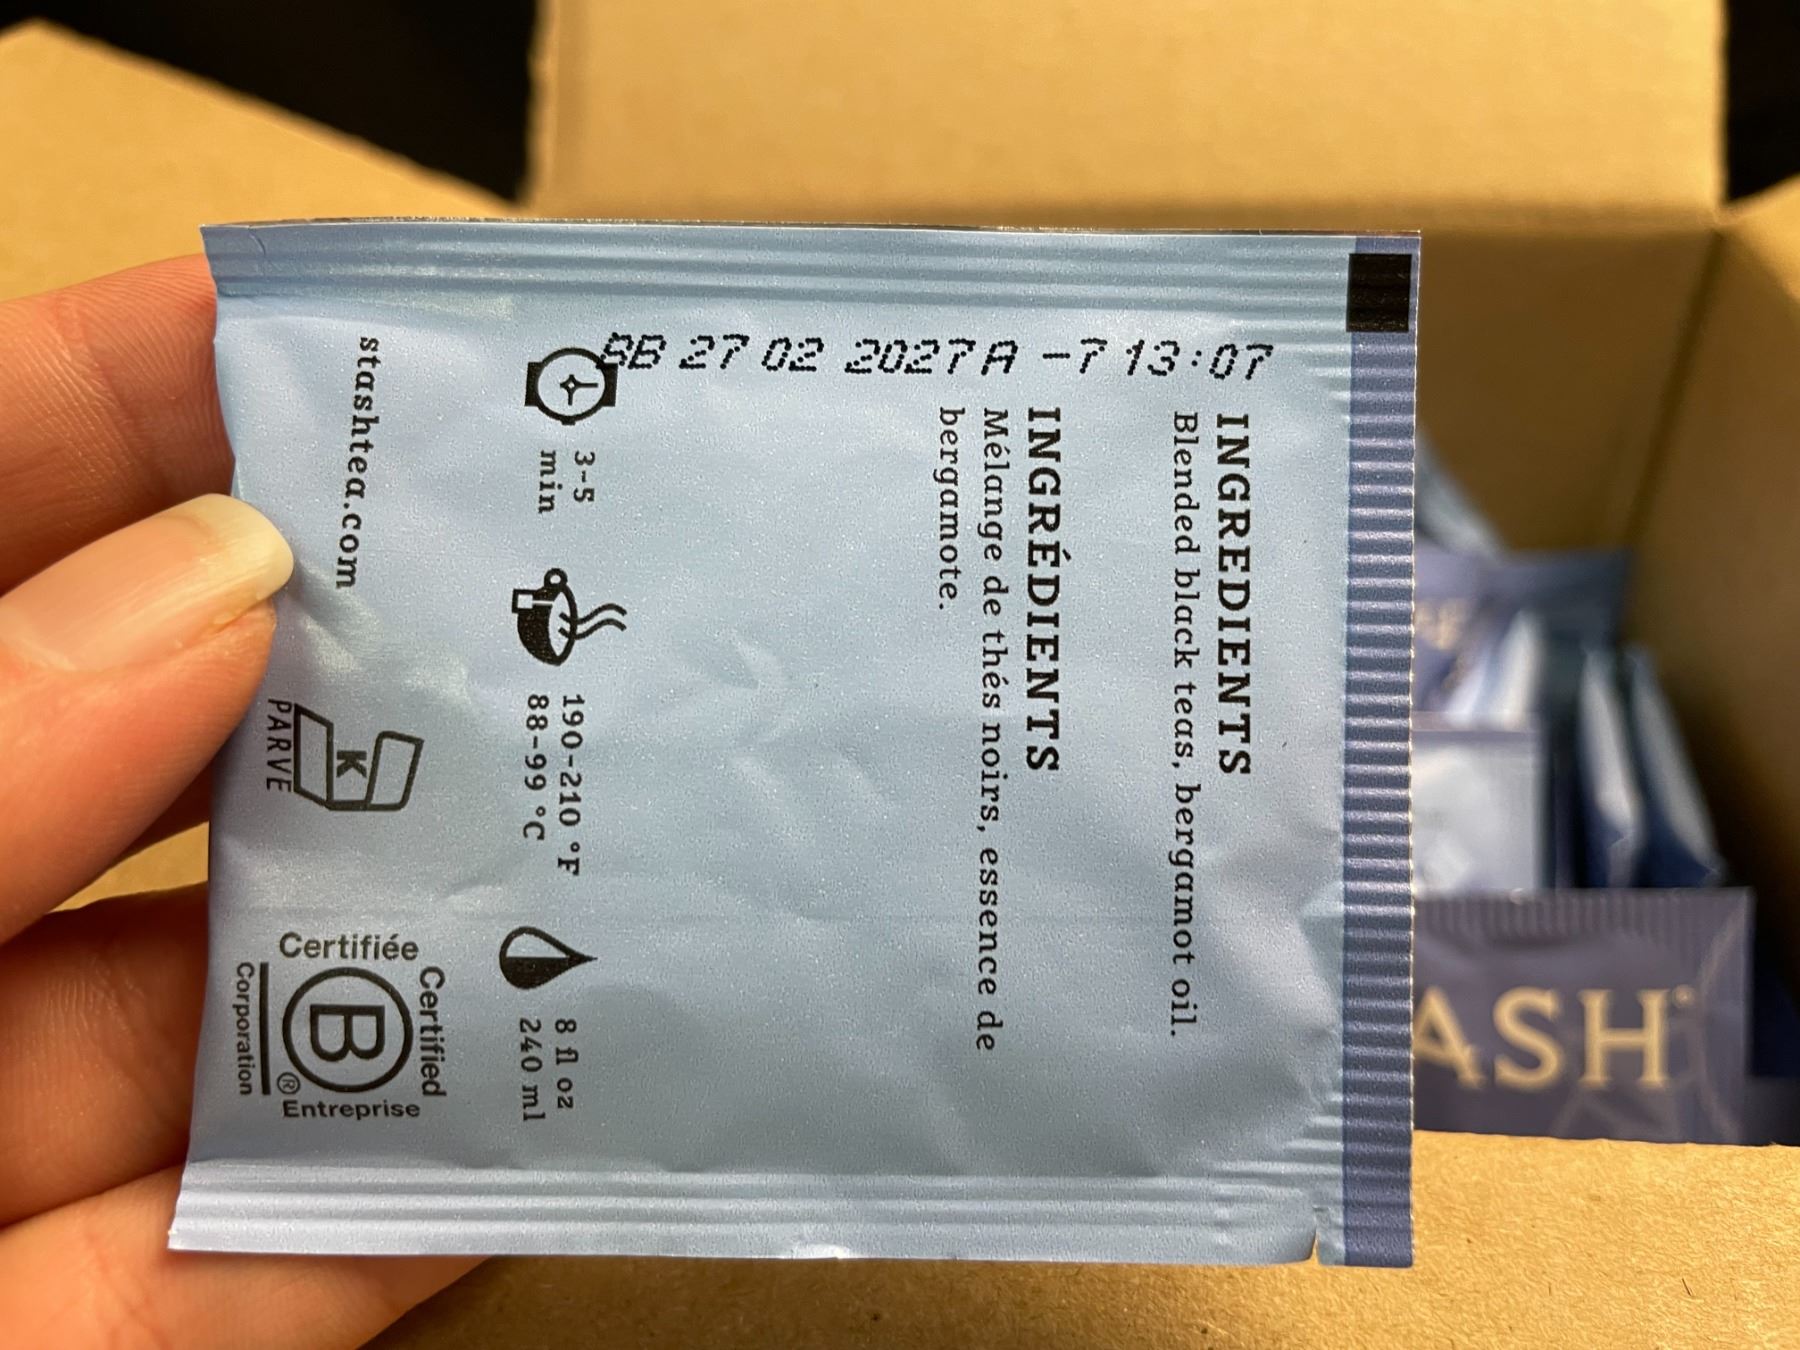 BB 27 02 2027 A -7 13:07
INGREDIENTS
Blended black teas, bergamot oil.
INGRÉDIENTS
Mélange de thés noirs, essence de
bergamote.
3-5
min
190-210 °F
88-99 °C
8 fl oz
240 ml
stashtea.com
K
PARVE
Certifiée
Certified
B
®
Corporation
Entreprise
ASH